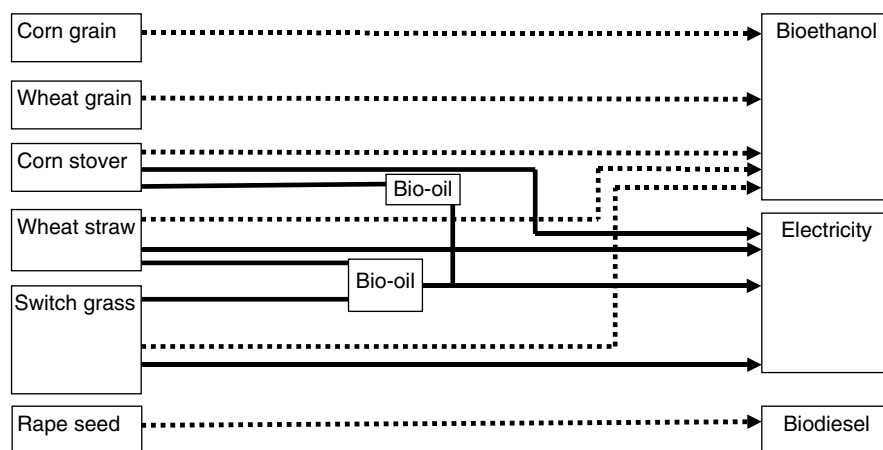 Corn grain
Bioethanol
Wheat grain
Corn stover
Bio-oil
Wheat straw
Electricity
Bio-oil
Switch grass
Rape seed
Biodiesel